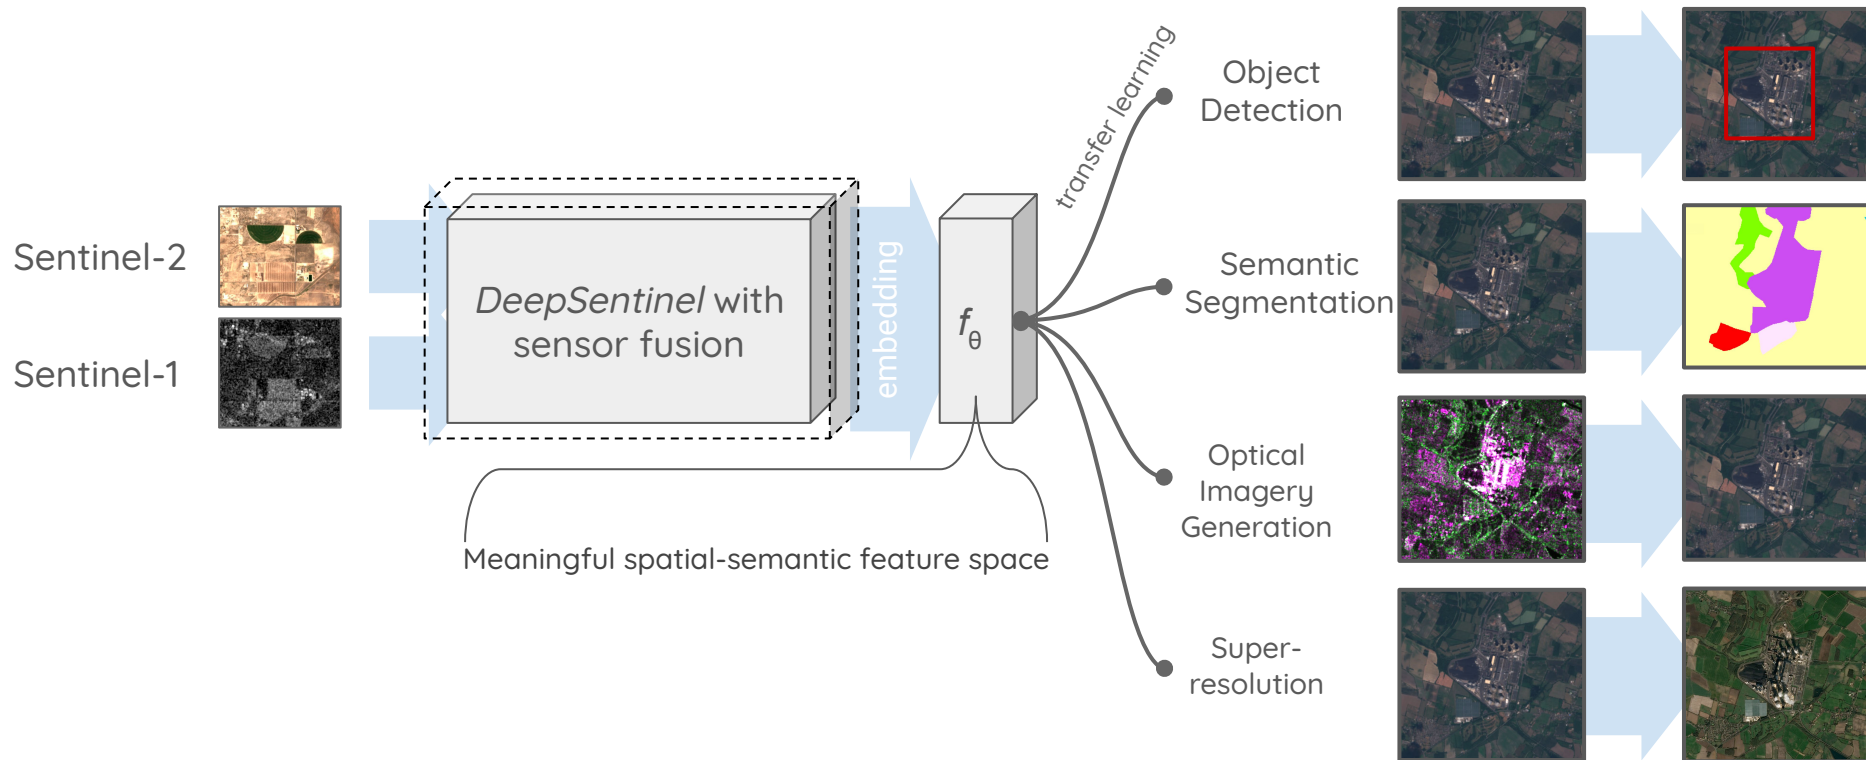 Sentinel-2
Sentinel-1
DeepSentinel with
sensor fusion
embedding
fθ
Meaningful spatial-semantic feature space
transfer learning
Object
Detection
Semantic
Segmentation
Optical
Imagery
Generation
Super-
resolution